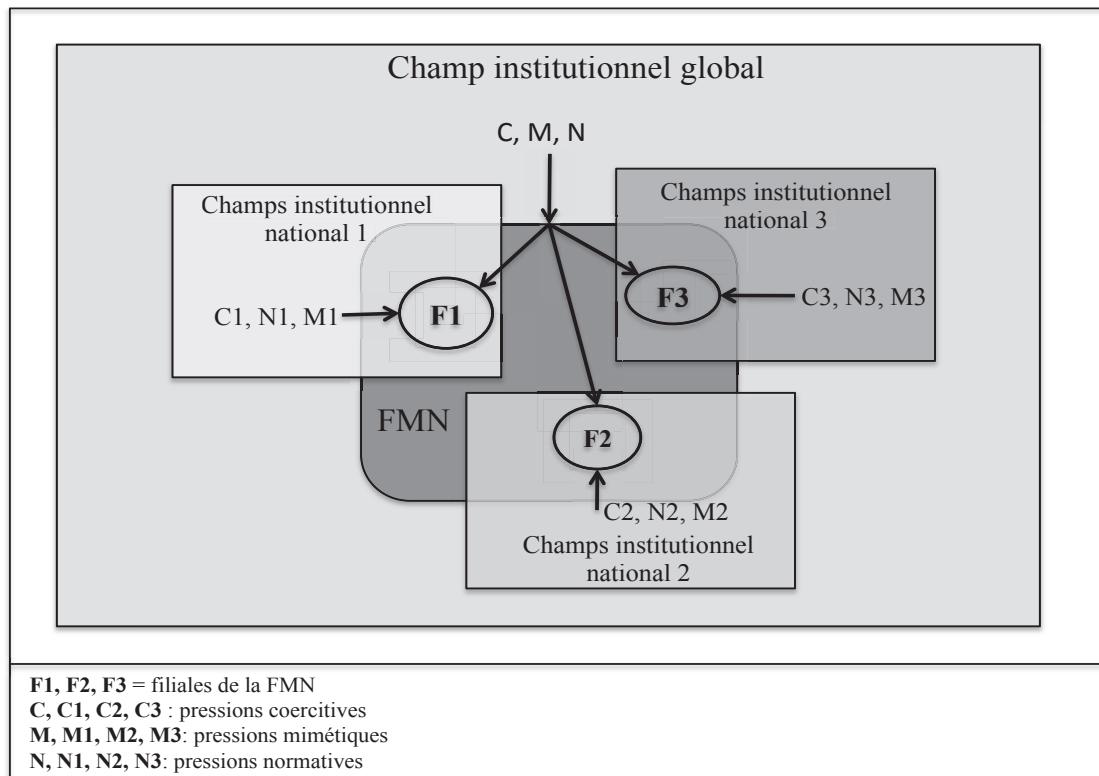 Champ institutionnel global
C, M, N
Champs institutionnel
national 1
Champs institutionnel
national 3
F1
F3
C1, N1, M1
C3, N3, M3
FMN
F2
C2, N2, M2
Champs institutionnel
national 2
F1, F2, F3 = filiales de la FMN
C, C1, C2, C3 : pressions coercitives
M, M1, M2, M3: pressions mimétiques
N, N1, N2, N3: pressions normatives